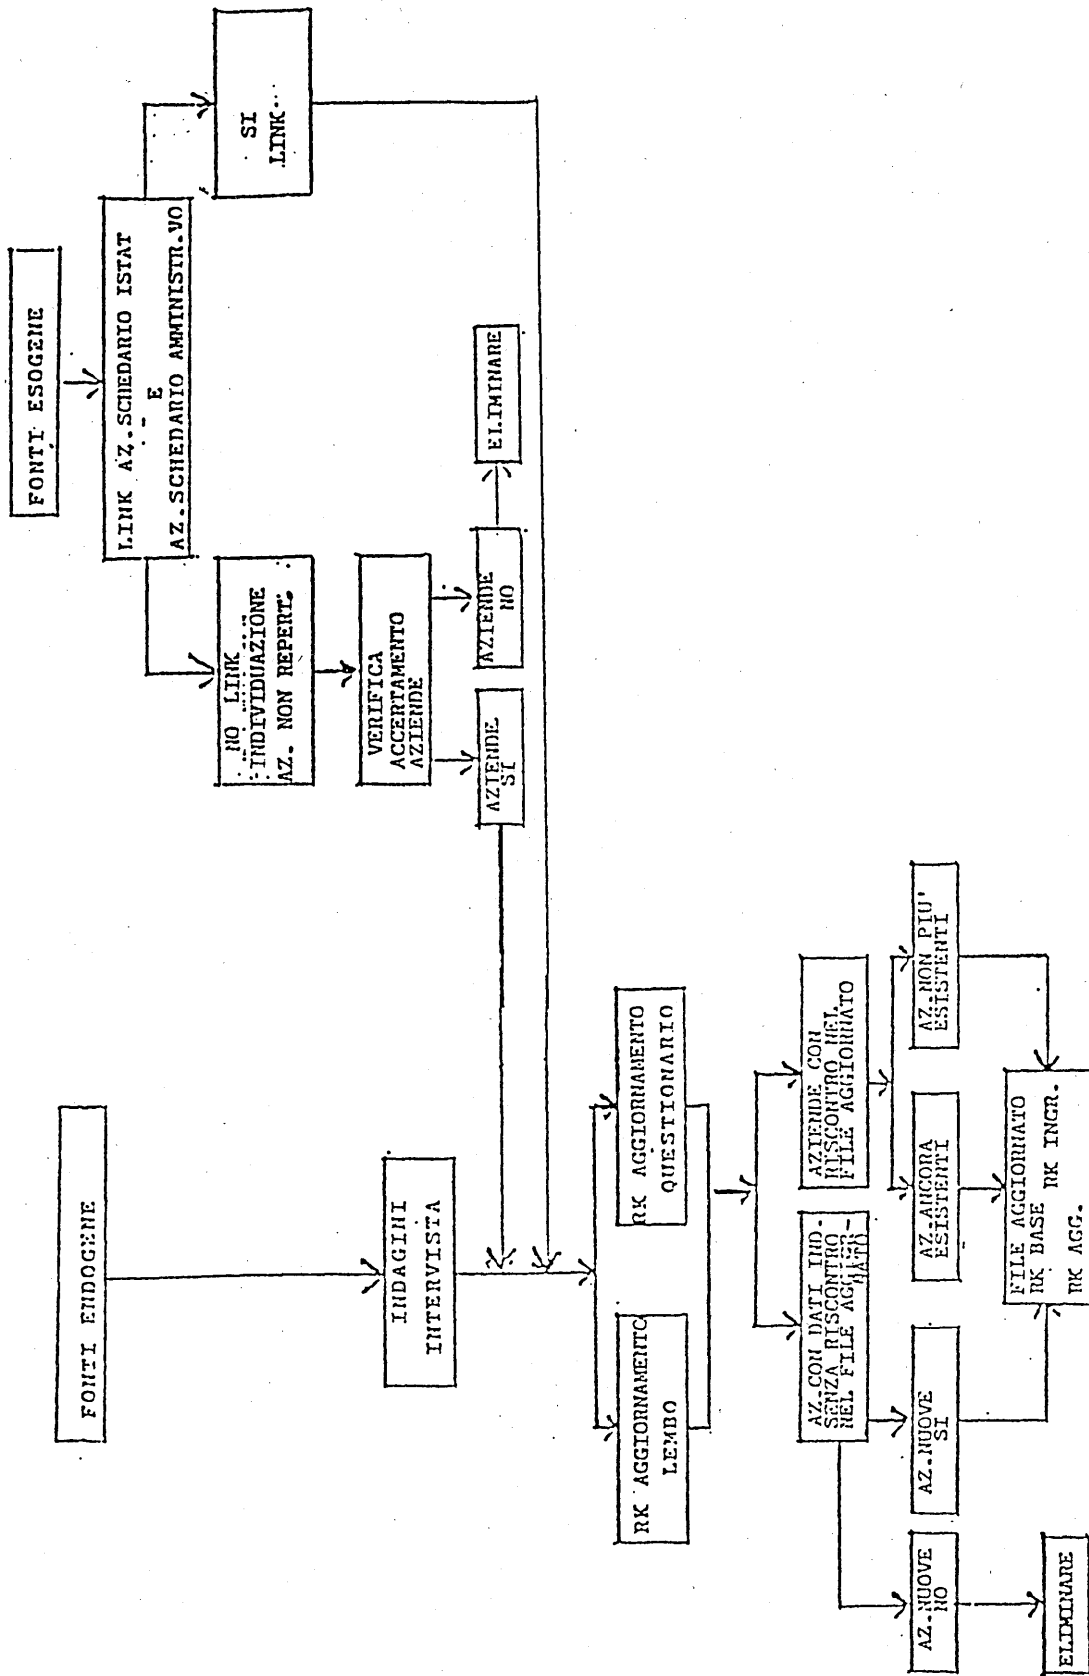 FONTI ENDOGENE
FONTI ESOGENE
LINK AZ.SCHEDARIO ISTAT
E
AZ.SCHEDARIO AMMINISTR.VO
NO LINK
INDIVIDUAZIONE
AZ. NON REPERT.
SI
LINK
VERIFICA
ACCERTAMENTO
AZIENDE
INDAGINI
INTERVISTA
AZIENDE
SI
AZIENDE
NO
ELIMINARE
RK AGGIORNAMENTO
LEMBO
RK AGGIORNAMENTO
QUESTIONARIO
AZ.CON DATI IND.
SENZA RISCONTRO
NEL FILE AGGIOR-
NATO
AZIENDE CON
RISCONTRO NEL
FILE AGGIORNATO
AZ.NUOVE
NO
AZ.NUOVE
SI
AZ.ANCORA
ESISTENTI
AZ.NON PIU'
ESISTENTI
ELIMINARE
FILE AGGIORNATO
RK BASE RK INGR.
RK AGG.